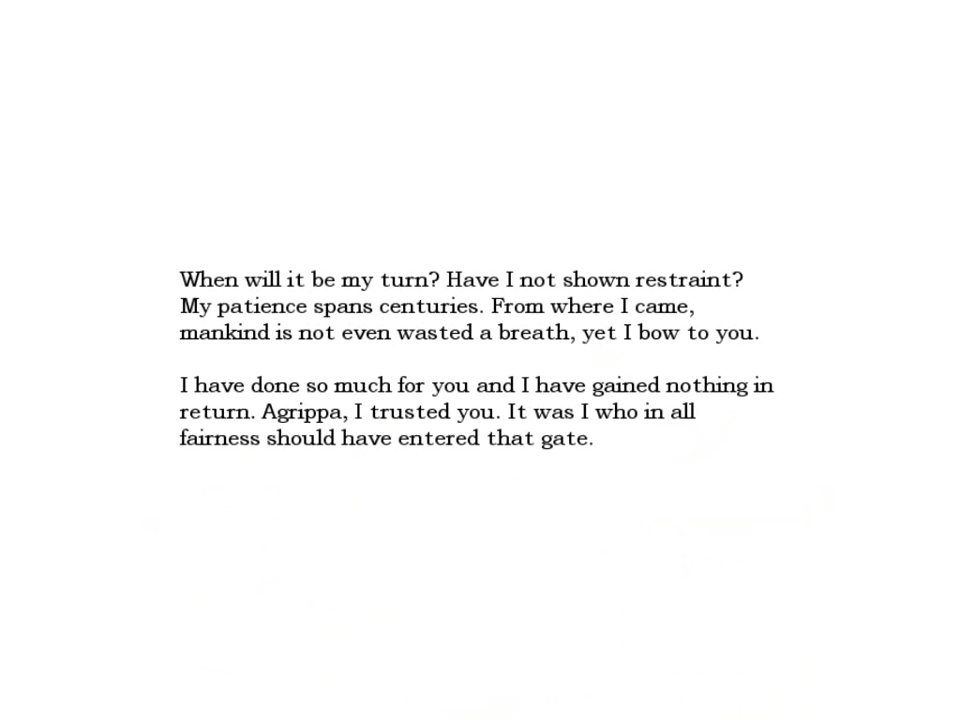 When will it be my turn? Have I not shown restraint?
My patience spans centuries. From where I came,
mankind is not even wasted a breath, yet I bow to you.
I have done so much for you and I have gained nothing in
return. Agrippa, I trusted you. It was I who in all
fairness should have entered that gate.